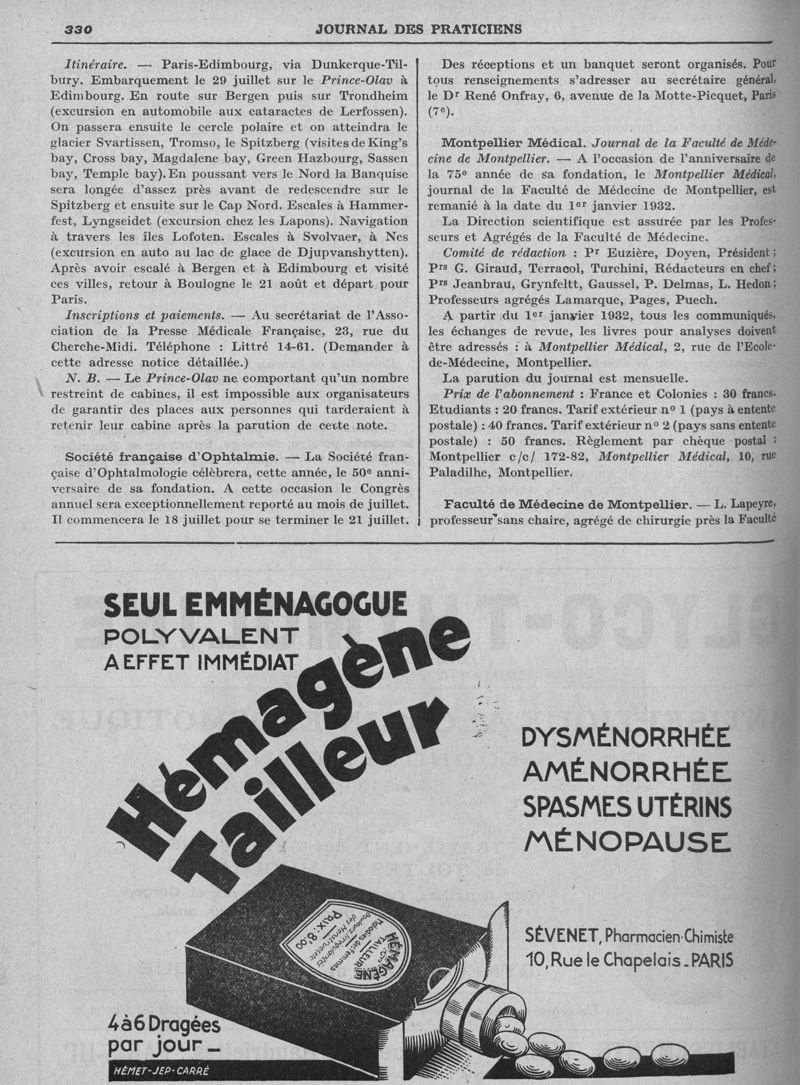 330
JOURNAL DES PRATICIENS
Itinéraire. — Paris-Edimbourg, via Dunkerque-Til-
bury. Embarquement le 29 juillet sur le Prince-Olav à
Edimbourg. En route sur Bergen puis sur Trondheim
(excursion en automobile aux cataractes de Lerfossen).
On passera ensuite le cercle polaire et on atteindra le
glacier Svartissen, Tromso, le Spitzberg (visites de King's
bay, Cross bay, Magdalene bay, Green Hazbourg, Sassen
bay, Temple bay). En poussant vers le Nord la Banquise
sera longée d'assez près avant de redescendre sur le
Spitzberg et ensuite sur le Cap Nord. Escales à Hammer-
fest, Lyngseidet (excursion chez les Lapons). Navigation
à travers les îles Lofoten. Escales à Svolvaer, à Nes
(excursion en auto au lac de glace de Djupvanshytten).
Après avoir escalé à Bergen et à Edimbourg et visité
ces villes, retour à Boulogne le 21 août et départ pour
Paris.
Inscriptions et paiements. — Au secrétariat de l'Asso-
ciation de la Presse Médicale Française, 23, rue du
Cherche-Midi. Téléphone : Littré 14-61. (Demander à
cette adresse notice détaillée.)
N. B. — Le Prince-Olav ne comportant qu'un nombre
restreint de cabines, il est impossible aux organisateurs
de garantir des places aux personnes qui tarderaient à
retenir leur cabine après la parution de cette note.
Société française d'Ophtalmie. — La Société fran-
çaise d'Ophtalmologie célèbrera, cette année, le 50e anni-
versaire de sa fondation. A cette occasion le Congrès
annuel sera exceptionnellement reporté au mois de juillet.
Il commencera le 18 juillet pour se terminer le 21 juillet.
Des réceptions et un banquet seront organisés. Pour
tous renseignements s'adresser au secrétaire général,
le Dr René Onfray, 6, avenue de la Motte-Picquet, Paris
(7e).
Montpellier Médical. Journal de la Faculté de Méde-
cine de Montpellier. — A l'occasion de l'anniversaire de
la 75e année de sa fondation, le Montpellier Médical,
journal de la Faculté de Médecine de Montpellier, est
remanié à la date du 1er janvier 1932.
La Direction scientifique est assurée par les Profes-
seurs et Agrégés de la Faculté de Médecine.
Comité de rédaction : Pr Euzière, Doyen, Président ;
Prs G. Giraud, Terracol, Turchini, Rédacteurs en chef ;
Prs Jeanbrau, Grynfeltt, Gaussel, P. Delmas, L. Hedon ;
Professeurs agrégés Lamarque, Pages, Puech.
A partir du 1er janvier 1932, tous les communiqués,
les échanges de revue, les livres pour analyses doivent
être adressés : à Montpellier Médical, 2, rue de l'Ecole-
de-Médecine, Montpellier.
La parution du journal est mensuelle.
Prix de l'abonnement : France et Colonies : 30 francs.
Etudiants : 20 francs. Tarif extérieur no 1 (pays à entente
postale) : 40 francs. Tarif extérieur no 2 (pays sans entente
postale) : 50 francs. Règlement par chèque postal :
Montpellier c/c/ 172-82, Montpellier Médical, 10, rue
Paladilhe, Montpellier.
Faculté de Médecine de Montpellier. — L. Lapeyre,
professeur sans chaire, agrégé de chirurgie près la Faculté
SEUL EMMÉNAGOGUE
POLYVALENT
A EFFET IMMÉDIAT
Hémagène
Tailleur
DYSMÉNORRHÉE
AMÉNORRHÉE
SPASMES UTÉRINS
MÉNOPAUSE
SÉVENET, Pharmacien-Chimiste
10, Rue le Chapelais_PARIS
HÉMAGÈNE
TAILLEUR
Maladies des Femmes
des Menstrues
PRIX:
4 à 6 Dragées
par jour_
HÉMET-JEP-CARRÉ